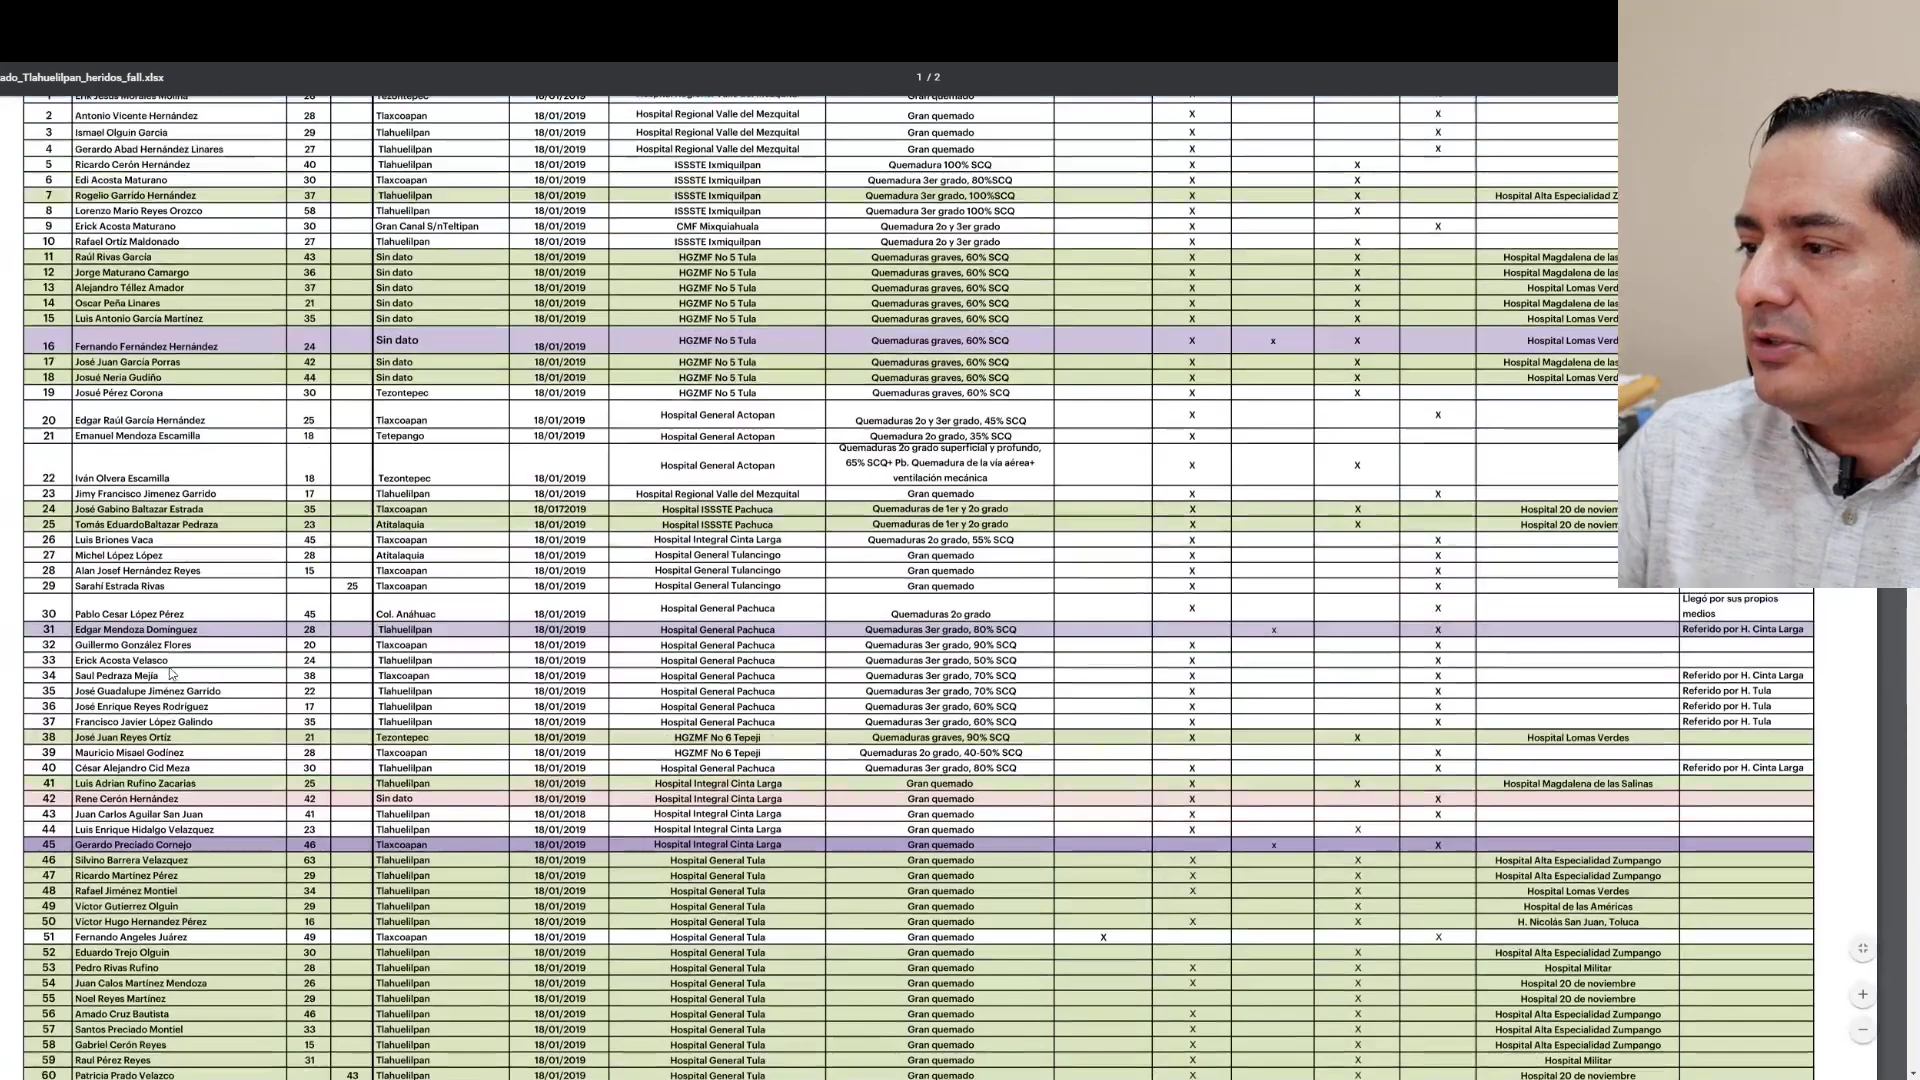 ado_Tlahuelilpan_heridos_fall.xlsx 1 / 2
2 Antonio Vicente Hernández 28 Tlaxcoapan 18/01/2019 Hospital Regional Valle del Mezquital Gran quemado X X
3 Ismael Olguin Garcia 29 Tlahuelilpan 18/01/2019 Hospital Regional Valle del Mezquital Gran quemado X X
4 Gerardo Abad Hernández Linares 27 Tlahuelilpan 18/01/2019 Hospital Regional Valle del Mezquital Gran quemado X X
5 Ricardo Cerón Hernández 40 Tlahuelilpan 18/01/2019 ISSSTE Ixmiquilpan Quemadura 100% SCQ X X
6 Edi Acosta Maturano 30 Tlaxcoapan 18/01/2019 ISSSTE Ixmiquilpan Quemadura 3er grado, 80%SCQ X X
7 Rogelio Garrido Hernández 37 Tlahuelilpan 18/01/2019 ISSSTE Ixmiquilpan Quemadura 3er grado, 100%SCQ X X Hospital Alta Especialidad Z
8 Lorenzo Mario Reyes Orozco 58 Tlahuelilpan 18/01/2019 ISSSTE Ixmiquilpan Quemadura 3er grado 100% SCQ X X
9 Erick Acosta Maturano 30 Gran Canal S/nTeltipan 18/01/2019 CMF Mixquiahuala Quemadura 2o y 3er grado X X
10 Rafael Ortíz Maldonado 27 Tlahuelilpan 18/01/2019 ISSSTE Ixmiquilpan Quemadura 2o y 3er grado X X
11 Raúl Rivas García 43 Sin dato 18/01/2019 HGZMF No 5 Tula Quemaduras graves, 60% SCQ X X Hospital Magdalena de las
12 Jorge Maturano Camargo 36 Sin dato 18/01/2019 HGZMF No 5 Tula Quemaduras graves, 60% SCQ X X Hospital Magdalena de las
13 Alejandro Téllez Amador 37 Sin dato 18/01/2019 HGZMF No 5 Tula Quemaduras graves, 60% SCQ X X Hospital Lomas Verd
14 Oscar Peña Linares 21 Sin dato 18/01/2019 HGZMF No 5 Tula Quemaduras graves, 60% SCQ X X Hospital Magdalena de las
15 Luis Antonio García Martínez 35 Sin dato 18/01/2019 HGZMF No 5 Tula Quemaduras graves, 60% SCQ X X Hospital Lomas Verd
16 Fernando Fernández Hernández 24 Sin dato 18/01/2019 HGZMF No 5 Tula Quemaduras graves, 60% SCQ X x X Hospital Lomas Verd
17 José Juan García Porras 42 Sin dato 18/01/2019 HGZMF No 5 Tula Quemaduras graves, 60% SCQ X X Hospital Magdalena de las
18 Josué Neria Gudiño 44 Sin dato 18/01/2019 HGZMF No 5 Tula Quemaduras graves, 60% SCQ X X Hospital Lomas Verd
19 Josué Pérez Corona 30 Tezontepec 18/01/2019 HGZMF No 5 Tula Quemaduras graves, 60% SCQ X X
20 Edgar Raúl García Hernández 25 Tlaxcoapan 18/01/2019 Hospital General Actopan Quemaduras 2o y 3er grado, 45% SCQ X X
21 Emanuel Mendoza Escamilla 18 Tetepango 18/01/2019 Hospital General Actopan Quemadura 2o grado, 35% SCQ X
Quemaduras 2o grado superficial y profundo,
65% SCQ+ Pb. Quemadura de la vía aérea+
22 Iván Olvera Escamilla 18 Tezontepec 18/01/2019 Hospital General Actopan ventilación mecánica X X
23 Jimy Francisco Jimenez Garrido 17 Tlahuelilpan 18/01/2019 Hospital Regional Valle del Mezquital Gran quemado X X
24 José Gabino Baltazar Estrada 35 Tlaxcoapan 18/0172019 Hospital ISSSTE Pachuca Quemaduras de 1er y 2o grado X X Hospital 20 de noviem
25 Tomás EduardoBaltazar Pedraza 23 Atitalaquia 18/01/2019 Hospital ISSSTE Pachuca Quemaduras de 1er y 2o grado X X Hospital 20 de noviem
26 Luis Briones Vaca 45 Tlaxcoapan 18/01/2019 Hospital Integral Cinta Larga Quemaduras 2o grado, 55% SCQ X X
27 Michel López López 28 Atitalaquia 18/01/2019 Hospital General Tulancingo Gran quemado X X
28 Alan Josef Hernández Reyes 15 Tlaxcoapan 18/01/2019 Hospital General Tulancingo Gran quemado X X
29 Sarahí Estrada Rivas 25 Tlaxcoapan 18/01/2019 Hospital General Tulancingo Gran quemado X X
30 Pablo Cesar López Pérez 45 Col. Anáhuac 18/01/2019 Hospital General Pachuca Quemaduras 2o grado X X Llegó por sus propios
medios
31 Edgar Mendoza Domínguez 28 Tlahuelilpan 18/01/2019 Hospital General Pachuca Quemaduras 3er grado, 80% SCQ x X Referido por H. Cinta Larga
32 Guillermo González Flores 20 Tlaxcoapan 18/01/2019 Hospital General Pachuca Quemaduras 3er grado, 90% SCQ X X
33 Erick Acosta Velasco 24 Tlahuelilpan 18/01/2019 Hospital General Pachuca Quemaduras 3er grado, 50% SCQ X X
34 Saul Pedraza Mejía 38 Tlaxcoapan 18/01/2019 Hospital General Pachuca Quemaduras 3er grado, 70% SCQ X X Referido por H. Cinta Larga
35 José Guadalupe Jiménez Garrido 22 Tlahuelilpan 18/01/2019 Hospital General Pachuca Quemaduras 3er grado, 70% SCQ X X Referido por H. Tula
36 José Enrique Reyes Rodríguez 17 Tlahuelilpan 18/01/2019 Hospital General Pachuca Quemaduras 3er grado, 60% SCQ X X Referido por H. Tula
37 Francisco Javier López Galindo 35 Tlahuelilpan 18/01/2019 Hospital General Pachuca Quemaduras 3er grado, 60% SCQ X X Referido por H. Tula
38 José Juan Reyes Ortíz 21 Tezontepec 18/01/2019 HGZMF No 6 Tepeji Quemaduras graves, 90% SCQ X X Hospital Lomas Verdes
39 Mauricio Misael Godínez 28 Tlaxcoapan 18/01/2019 HGZMF No 6 Tepeji Quemaduras 2o grado, 40-50% SCQ X
40 César Alejandro Cid Meza 30 Tlahuelilpan 18/01/2019 Hospital General Pachuca Quemaduras 3er grado, 80% SCQ X X Referido por H. Cinta Larga
41 Luis Adrian Rufino Zacarias 25 Tlahuelilpan 18/01/2019 Hospital Integral Cinta Larga Gran quemado X X Hospital Magdalena de las Salinas
42 Rene Cerón Hernández 42 Sin dato 18/01/2019 Hospital Integral Cinta Larga Gran quemado X X
43 Juan Carlos Aguilar San Juan 41 Tlahuelilpan 18/01/2018 Hospital Integral Cinta Larga Gran quemado X X
44 Luis Enrique Hidalgo Velazquez 23 Tlahuelilpan 18/01/2019 Hospital Integral Cinta Larga Gran quemado X X
45 Gerardo Preciado Cornejo 46 Tlaxcoapan 18/01/2019 Hospital Integral Cinta Larga Gran quemado x X
46 Silvino Barrera Velazquez 63 Tlahuelilpan 18/01/2019 Hospital General Tula Gran quemado X X Hospital Alta Especialidad Zumpango
47 Ricardo Martínez Pérez 29 Tlahuelilpan 18/01/2019 Hospital General Tula Gran quemado X X Hospital Alta Especialidad Zumpango
48 Rafael Jiménez Montiel 34 Tlahuelilpan 18/01/2019 Hospital General Tula Gran quemado X X Hospital Lomas Verdes
49 Víctor Gutierrez Olguin 29 Tlahuelilpan 18/01/2019 Hospital General Tula Gran quemado X Hospital de las Américas
50 Víctor Hugo Hernandez Pérez 16 Tlahuelilpan 18/01/2019 Hospital General Tula Gran quemado X X H. Nicolás San Juan, Toluca
51 Fernando Angeles Juárez 49 Tlaxcoapan 18/01/2019 Hospital General Tula Gran quemado X X
52 Eduardo Trejo Olguin 30 Tlahuelilpan 18/01/2019 Hospital General Tula Gran quemado X Hospital Alta Especialidad Zumpango
53 Pedro Rivas Rufino 28 Tlahuelilpan 18/01/2019 Hospital General Tula Gran quemado X X Hospital Militar
54 Juan Calos Martínez Mendoza 26 Tlahuelilpan 18/01/2019 Hospital General Tula Gran quemado X X Hospital 20 de noviembre
55 Noel Reyes Martínez 29 Tlahuelilpan 18/01/2019 Hospital General Tula Gran quemado X Hospital 20 de noviembre
56 Amado Cruz Bautista 46 Tlahuelilpan 18/01/2019 Hospital General Tula Gran quemado X X Hospital Alta Especialidad Zumpango
57 Santos Preciado Montiel 33 Tlahuelilpan 18/01/2019 Hospital General Tula Gran quemado X X Hospital Alta Especialidad Zumpango
58 Gabriel Cerón Reyes 15 Tlahuelilpan 18/01/2019 Hospital General Tula Gran quemado X X Hospital Alta Especialidad Zumpango
59 Raul Pérez Reyes 31 Tlahuelilpan 18/01/2019 Hospital General Tula Gran quemado X X Hospital Militar
60 Patricia Prado Velazco 43 Tlahuelilpan 18/01/2019 Hospital General Tula Gran quemado X X Hospital 20 de noviembre